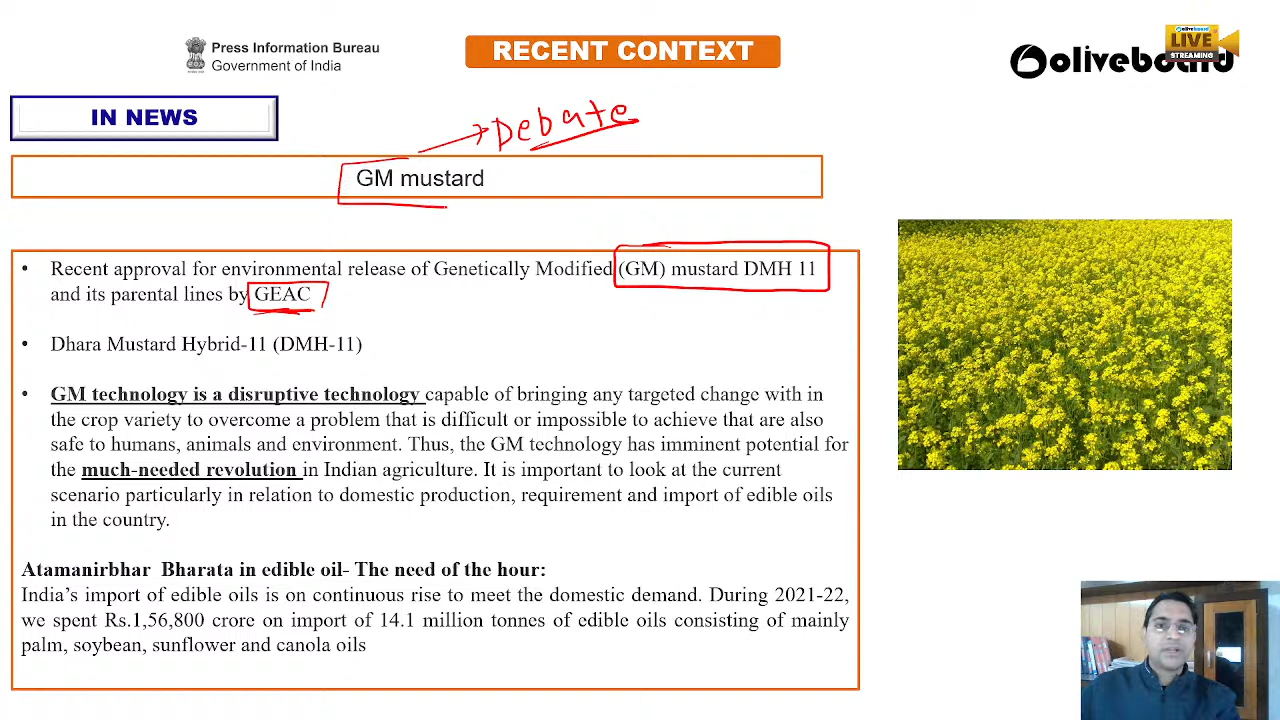 Press Information Bureau
Government of India
RECENT CONTEXT
LIVE
STREAMING
oliveboard
IN NEWS
Debate
GM mustard
• Recent approval for environmental release of Genetically Modified (GM) mustard DMH 11
and its parental lines by GEAC
• Dhara Mustard Hybrid-11 (DMH-11)
• GM technology is a disruptive technology capable of bringing any targeted change with in
the crop variety to overcome a problem that is difficult or impossible to achieve that are also
safe to humans, animals and environment. Thus, the GM technology has imminent potential for
the much-needed revolution in Indian agriculture. It is important to look at the current
scenario particularly in relation to domestic production, requirement and import of edible oils
in the country.
Atamanirbhar Bharata in edible oil- The need of the hour:
India's import of edible oils is on continuous rise to meet the domestic demand. During 2021-22,
we spent Rs.1,56,800 crore on import of 14.1 million tonnes of edible oils consisting of mainly
palm, soybean, sunflower and canola oils